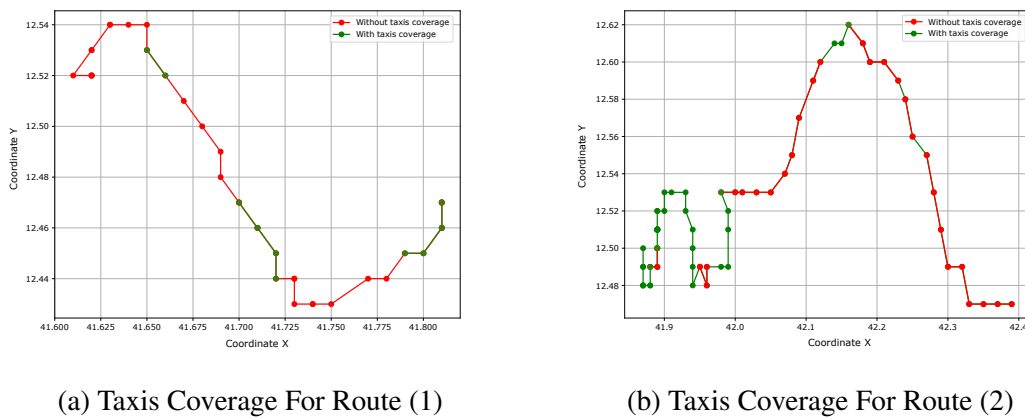 12.54
12.52
12.50
12.48
12.46
12.44
Coordinate Y
Without taxis coverage
With taxis coverage
41.600 41.625 41.650 41.675 41.700 41.725 41.750 41.775 41.800
Coordinate X
(a) Taxis Coverage For Route (1)
12.62
12.60
12.58
12.56
12.54
12.52
12.50
12.48
Coordinate Y
Without taxis coverage
With taxis coverage
41.9 42.0 42.1 42.2 42.3 42.4
Coordinate X
(b) Taxis Coverage For Route (2)